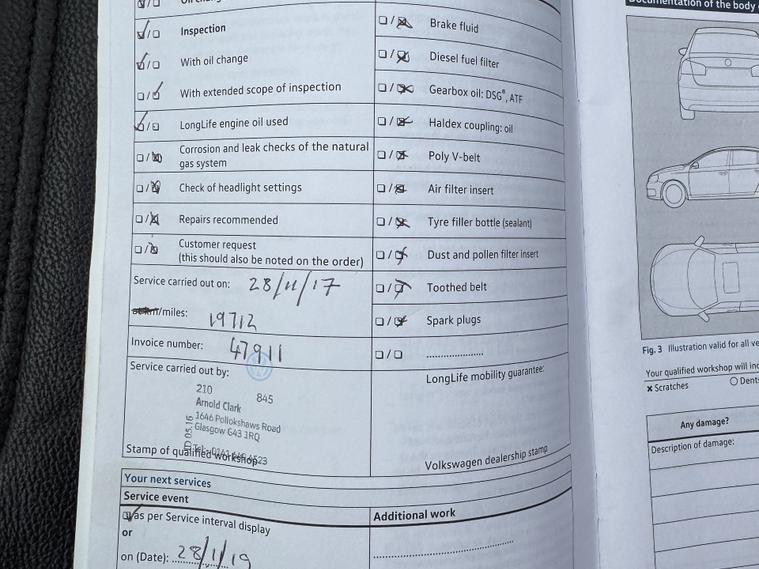 Inspection
With oil change
With extended scope of inspection
LongLife engine oil used
Corrosion and leak checks of the natural
gas system
Check of headlight settings
Repairs recommended
Customer request
(this should also be noted on the order)
Service carried out on: 28/11/17
/miles: 19712
Invoice number: 47911
Service carried out by:
210 845
Arnold Clark
1646 Pollokshaws Road
Glasgow G43 1RQ
Stamp of qualified workshop
Brake fluid
Diesel fuel filter
Gearbox oil: DSG®, ATF
Haldex coupling: oil
Poly V-belt
Air filter insert
Tyre filler bottle (sealant)
Dust and pollen filter insert
Toothed belt
Spark plugs
LongLife mobility guarantee:
Volkswagen dealership stamp
Your next services
Service event
as per Service interval display
or
on (Date): 28/1/19
Additional work
Documentation of the body
Fig. 3 Illustration valid for all
Your qualified workshop will
x Scratches
Any damage?
Description of damage: